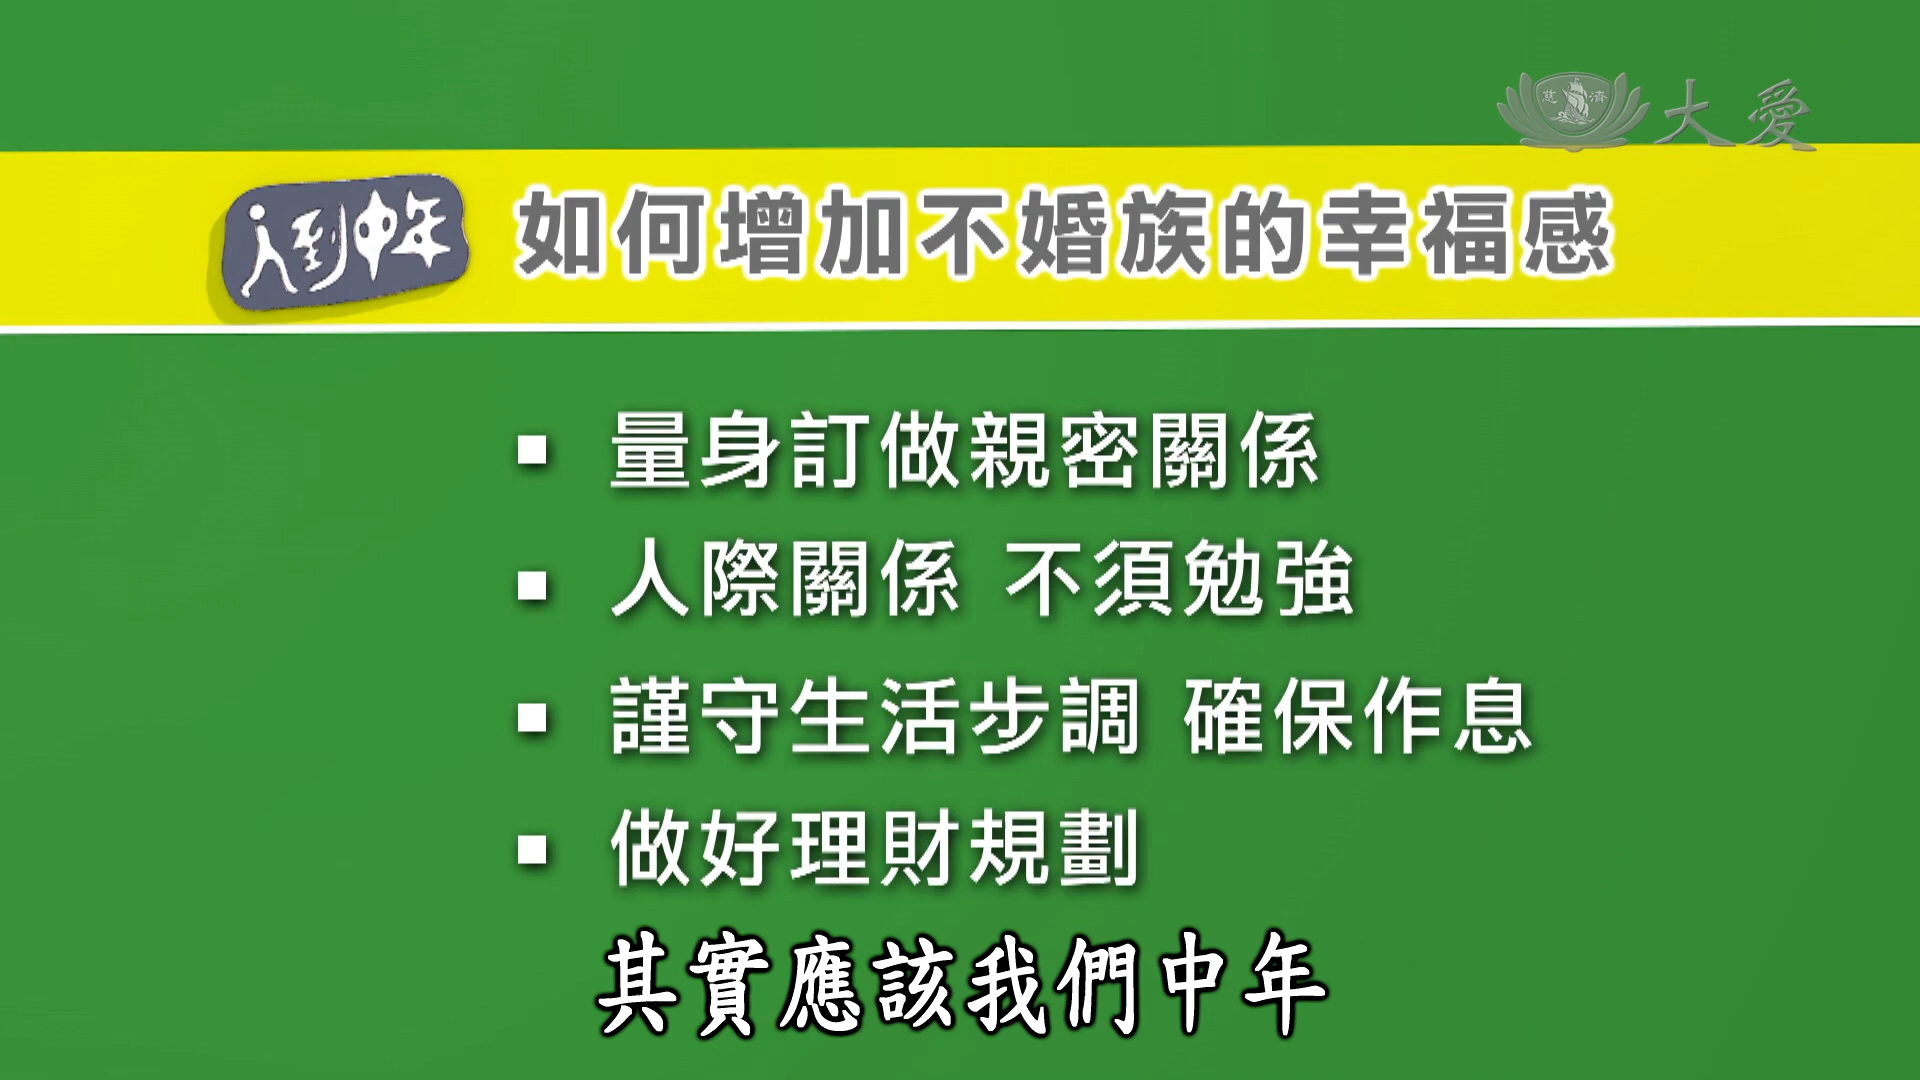 慈濟 大愛
人到中年 如何增加不婚族的幸福感
▪ 量身訂做親密關係
▪ 人際關係 不須勉強
▪ 謹守生活步調 確保作息
▪ 做好理財規劃
其實應該我們中年